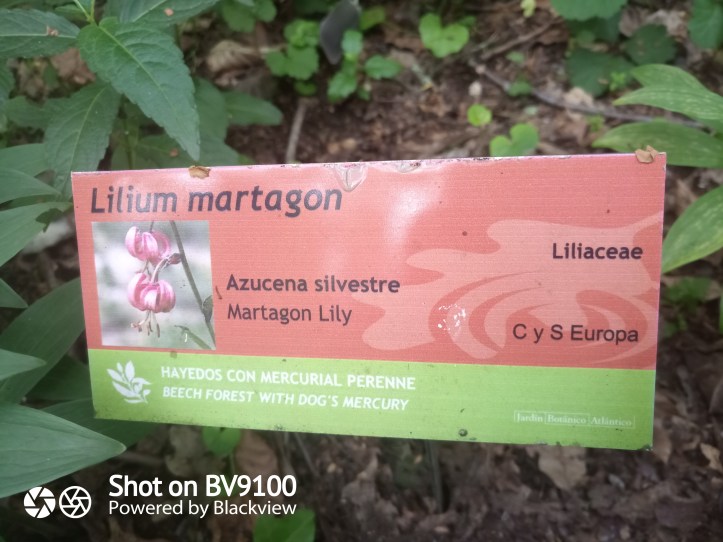 Lilium martagon
Liliaceae
Azucena silvestre
Martagon Lily
C y S Europa
HAYEDOS CON MERCURIAL PERENNE
BEECH FOREST WITH DOG'S MERCURY
Jardín Botánico Atlántico
Shot on BV9100
Powered by Blackview